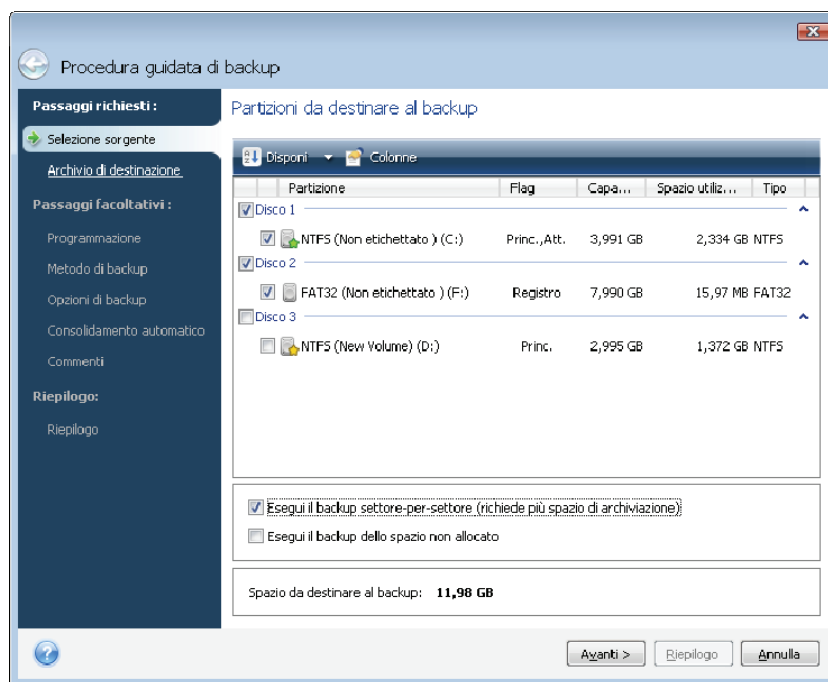 Procedura guidata di backup
Passaggi richiesti :
Selezione sorgente
Archivio di destinazione
Passaggi facoltativi :
Programmazione
Metodo di backup
Opzioni di backup
Consolidamento automatico
Commenti
Riepilogo:
Riepilogo
Partizioni da destinare al backup
Disponi Colonne
Partizione Flag Capa... Spazio utiliz... Tipo
Disco 1
NTFS (Non etichettato ) (C:) Princ.,Att. 3,991 GB 2,334 GB NTFS
Disco 2
FAT32 (Non etichettato ) (F:) Registro 7,990 GB 15,97 MB FAT32
Disco 3
NTFS (New Volume) (D:) Princ. 2,995 GB 1,372 GB NTFS
Esegui il backup settore-per-settore (richiede più spazio di archiviazione)
Esegui il backup dello spazio non allocato
Spazio da destinare al backup: 11,98 GB
Avanti > Riepilogo Annulla